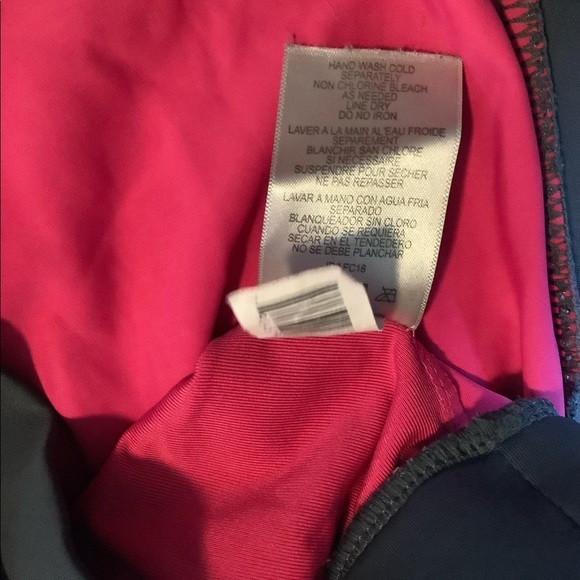 HAND WASH COLD
SEPARATELY
NON CHLORINE BLEACH
AS NEEDED
LINE DRY
DO NO IRON
LAVER A LA MAIN AL'EAU FROIDE
SEPAREMENT
BLANCHIR SAN CHLORE
SI NECESSAIRE
SUSPENDRE POUR SECHER
NE PAS REPASSER
LAVAR A MANO CON AGUA FRIA
SEPARADO
BLANQUEADOR SIN CLORO
CUANDO SE REQUIERA
SECAR EN EL TENDEDERO
NO SE DEBE PLANCHAR